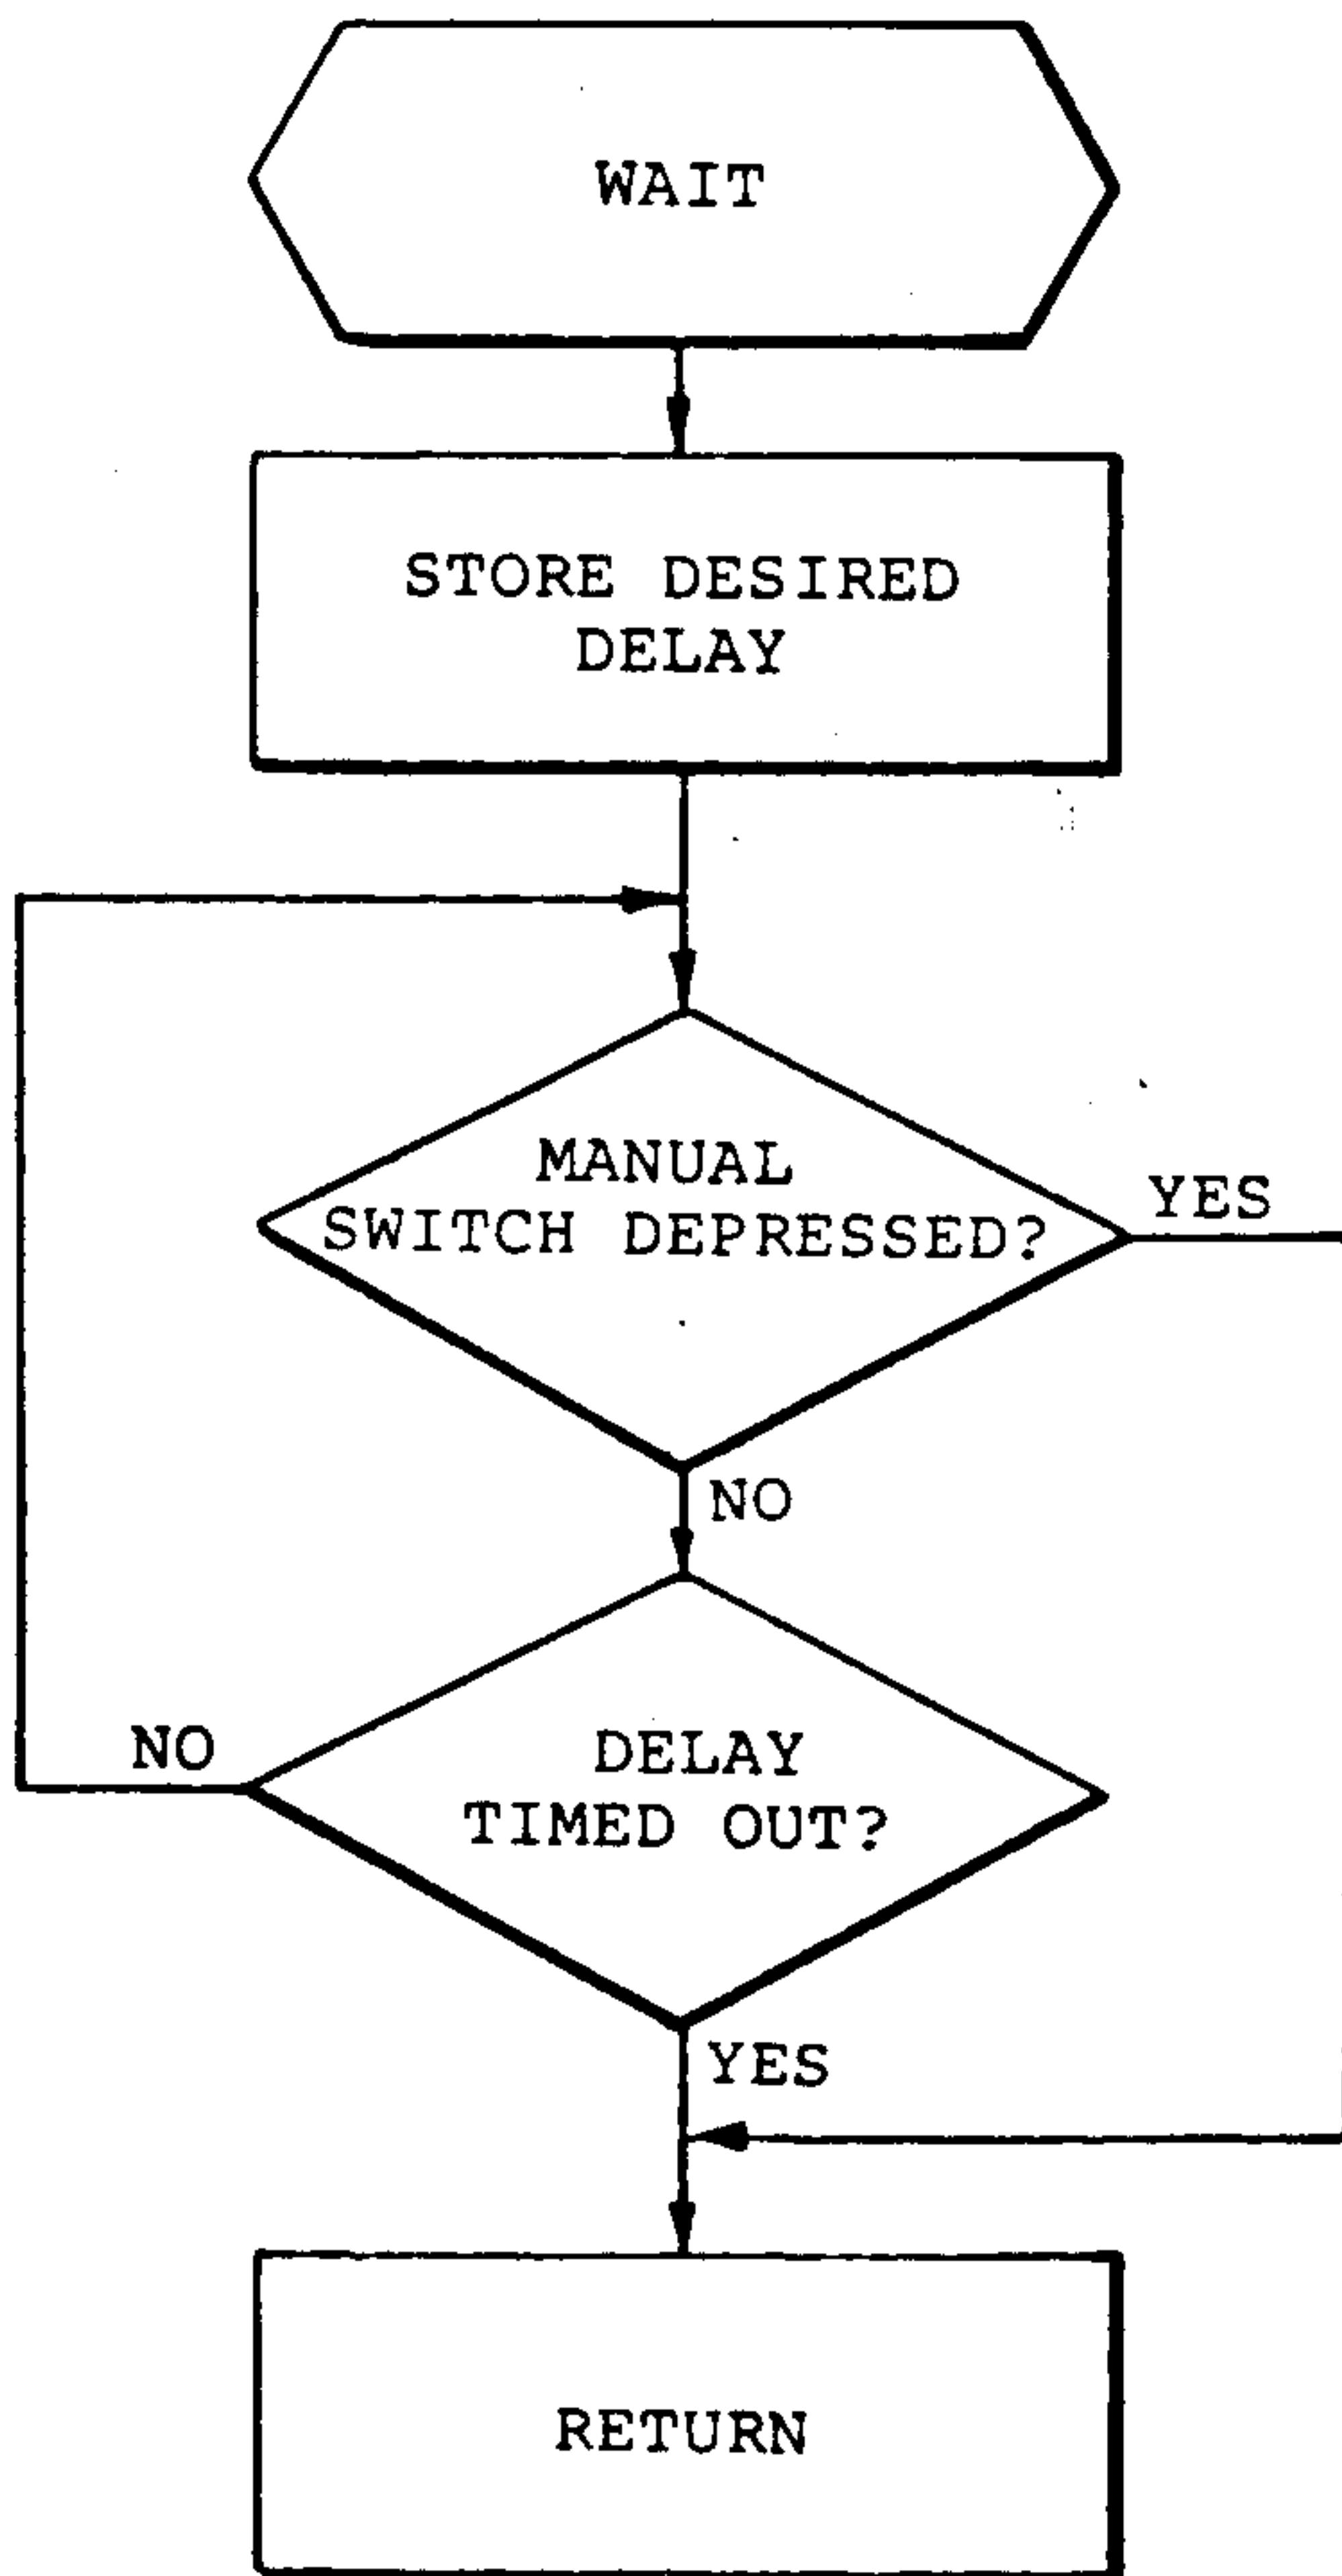 WAIT
STORE DESIRED
DELAY
MANUAL
SWITCH DEPRESSED?
YES
NO
DELAY
TIMED OUT?
NO
YES
RETURN